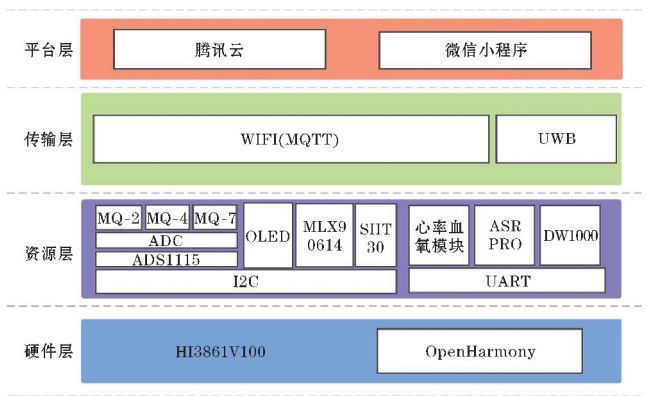 平台层
腾讯云
微信小程序
传输层
WIFI(MQTT)
UWB
资源层
MQ-2
MQ-4
MQ-7
ADC
ADS1115
OLED
MLX9
0614
SIIT
30
I2C
心率血
氧模块
ASR
PRO
DW1000
UART
硬件层
HI3861V100
OpenHarmony